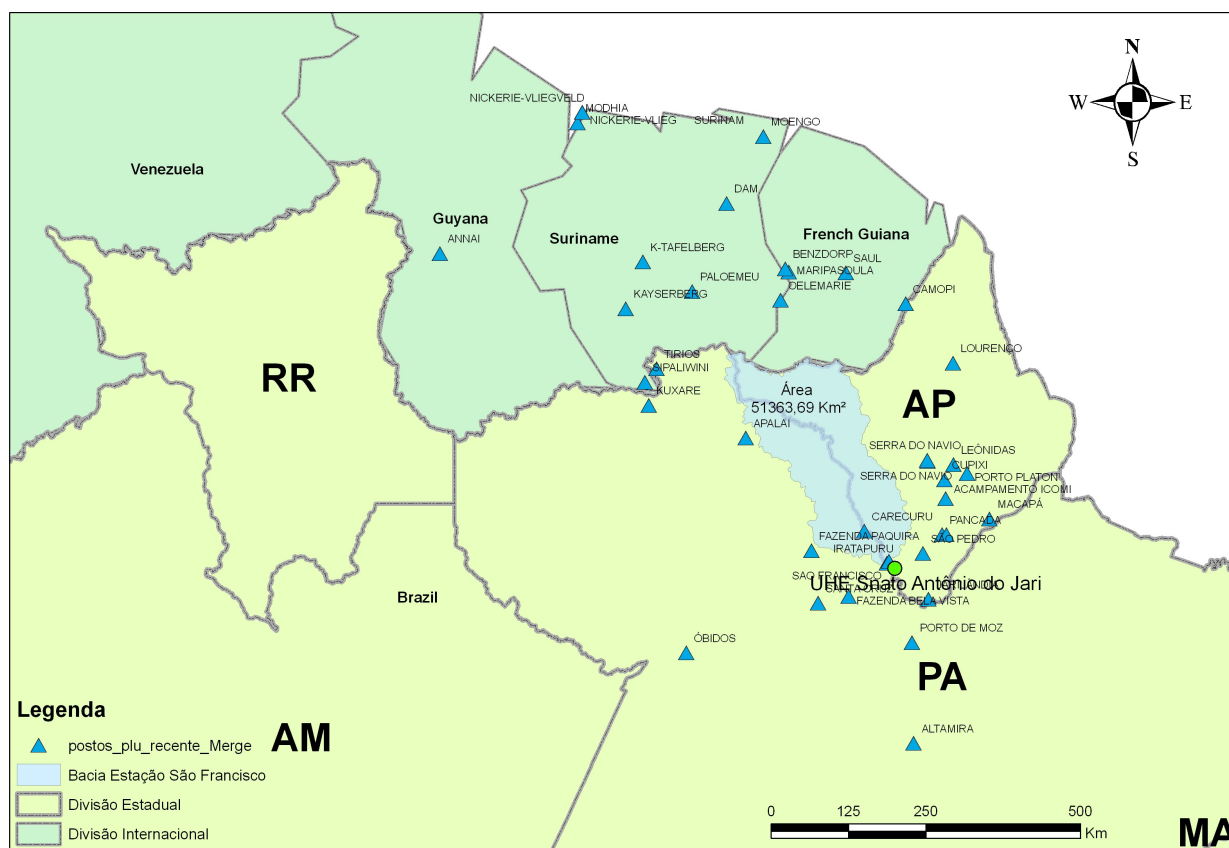 N
W
E
S
NICKERIE-VLIEGVELD
MODHIA
NICKERIE-VLIEG
SURINAM
MOENGO
Venezuela
DAM
Guyana
ANNAI
Suriname
French Guiana
K-TAFELBERG
BENZDORP
SAUL
MARIPASOULA
PALOEMEU
DELEMARIE
KAYSERBERG
CAMOPI
TIRIOS
SIPALIWINI
KUXARE
LOURENÇO
RR
Área
51363,69 Km²
AP
APALAI
SERRA DO NAVIO
LEÔNIDAS
CUPIXI
SERRA DO NAVIO
PORTO PLATON
ACAMPAMENTO ICOMI
MACAPÁ
CARECURU
PANCADA
FAZENDA PAQUIRA
SÃO PEDRO
IRATAPURU
SAO FRANCISCO
UHE Snato Antônio do Jari
SANTA CRUZ
FAZENDA BELA VISTA
Brazil
PORTO DE MOZ
ÓBIDOS
PA
ALTAMIRA
AM
Legenda
postos_plu_recente_Merge
Bacia Estação São Francisco
Divisão Estadual
Divisão Internacional
0 125 250 500
Km
MA